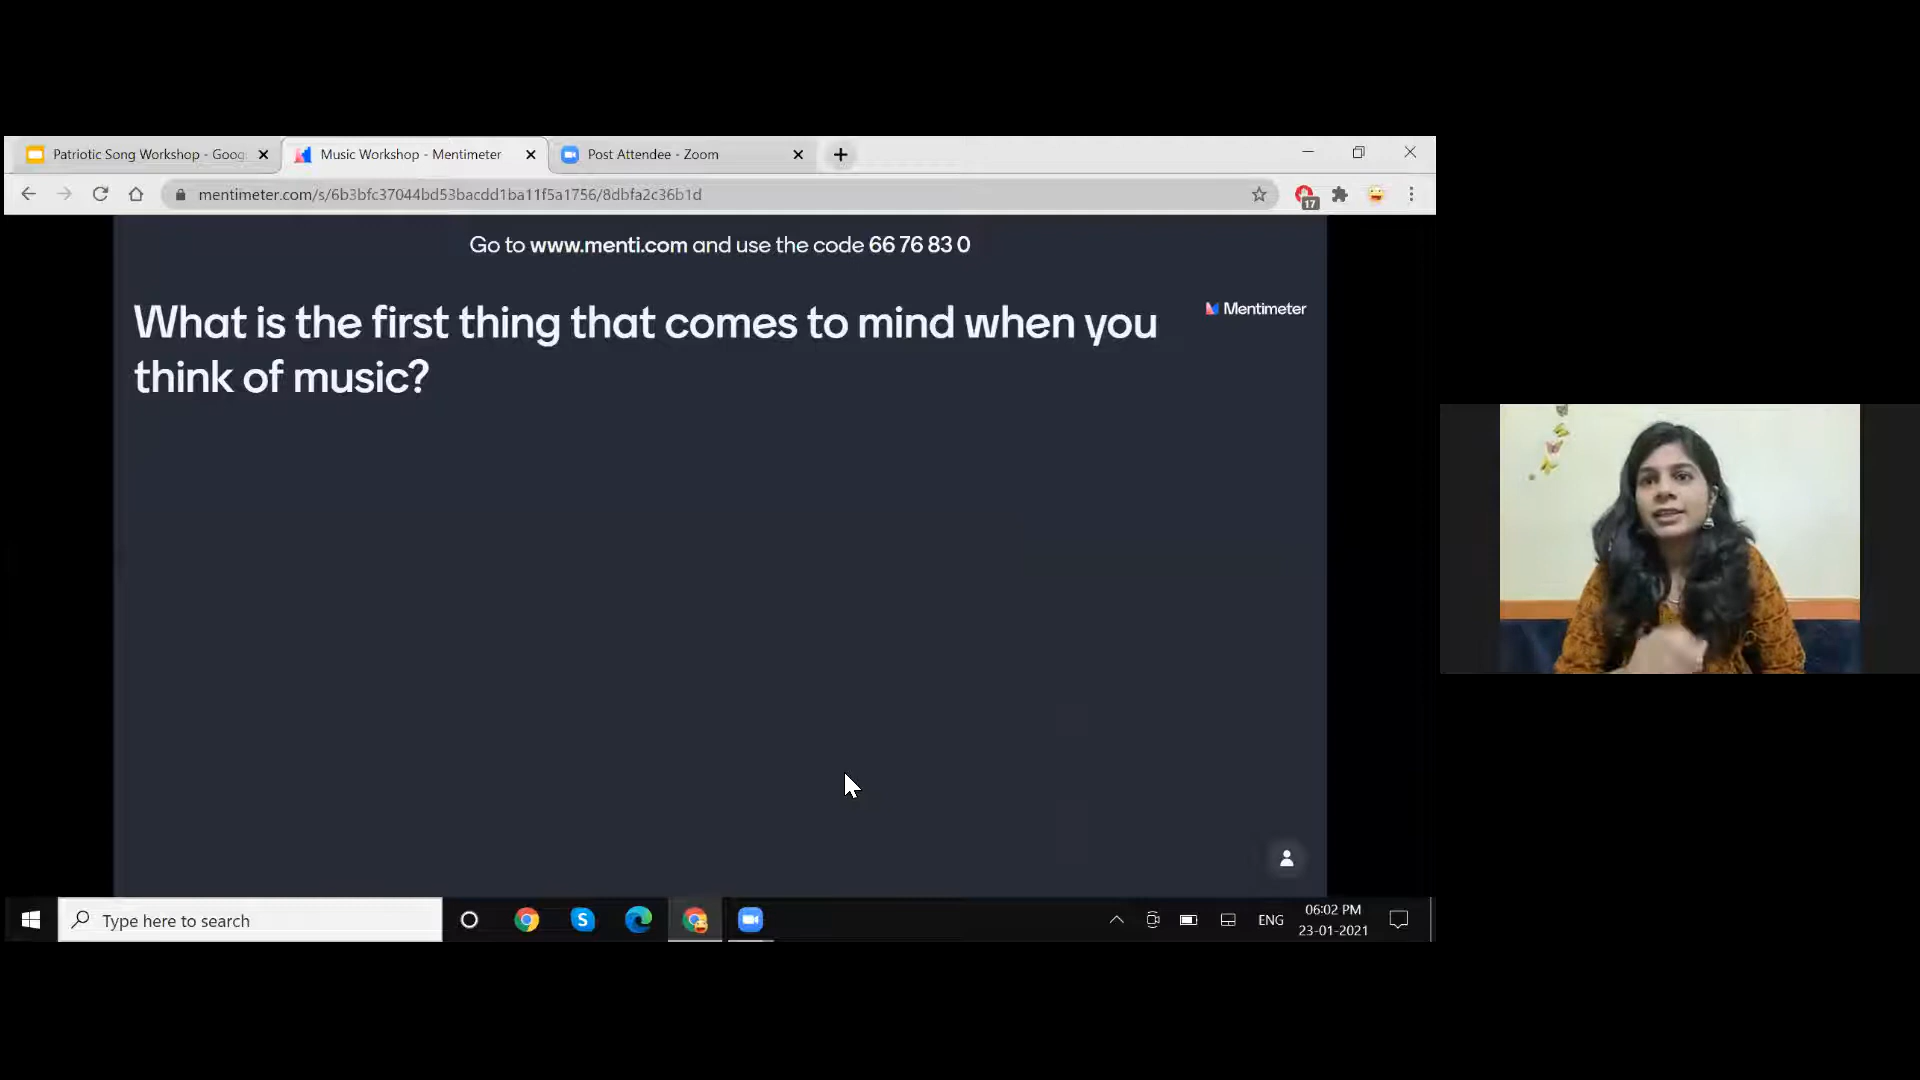 Patriotic Song Workshop - Goog
Music Workshop - Mentimeter
Post Attendee - Zoom
mentimeter.com/s/6b3bfc37044bd53bacdd1ba11f5a1756/8dbfa2c36b1d
17
Go to www.menti.com and use the code 66 76 83 0
Mentimeter
What is the first thing that comes to mind when you
think of music?
Type here to search
ENG
06:02 PM
23-01-2021